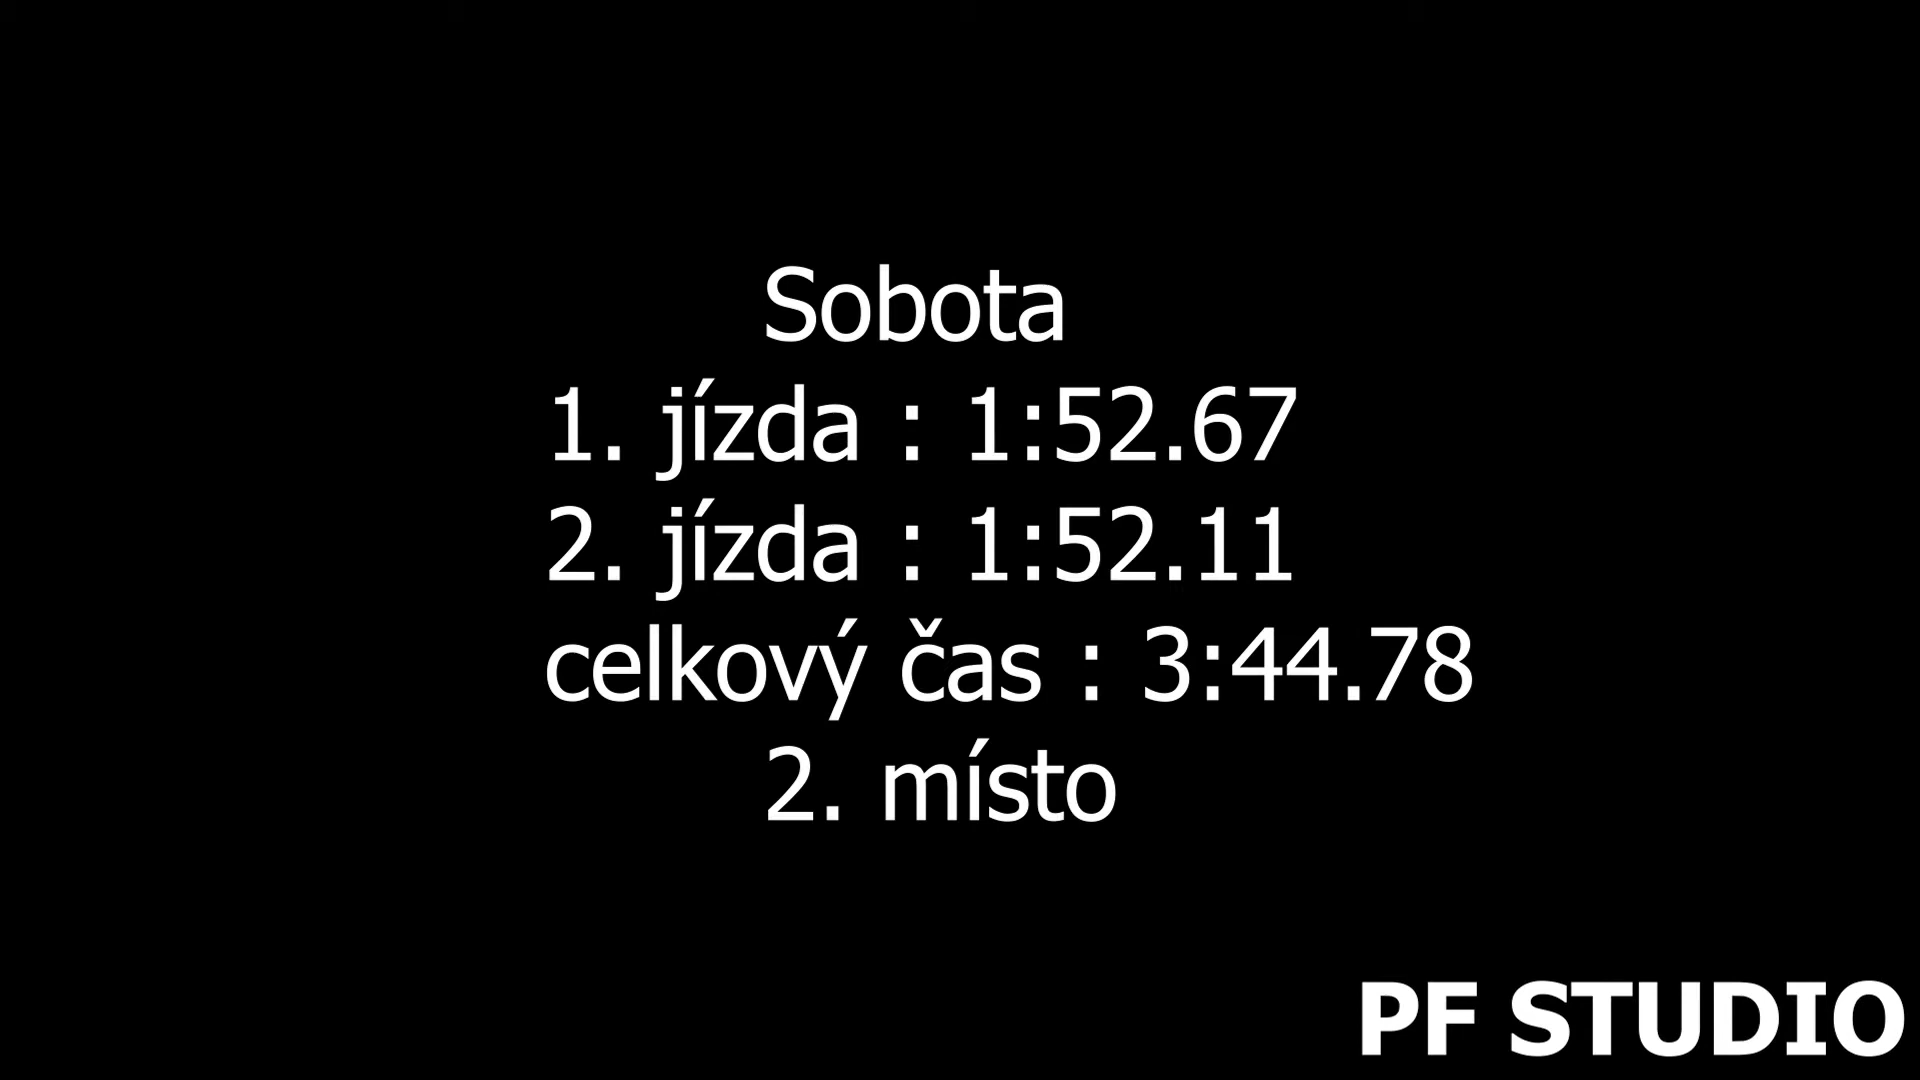 Sobota
1. jízda : 1:52.67
2. jízda : 1:52.11
celkový čas : 3:44.78
2. místo
PF STUDIO